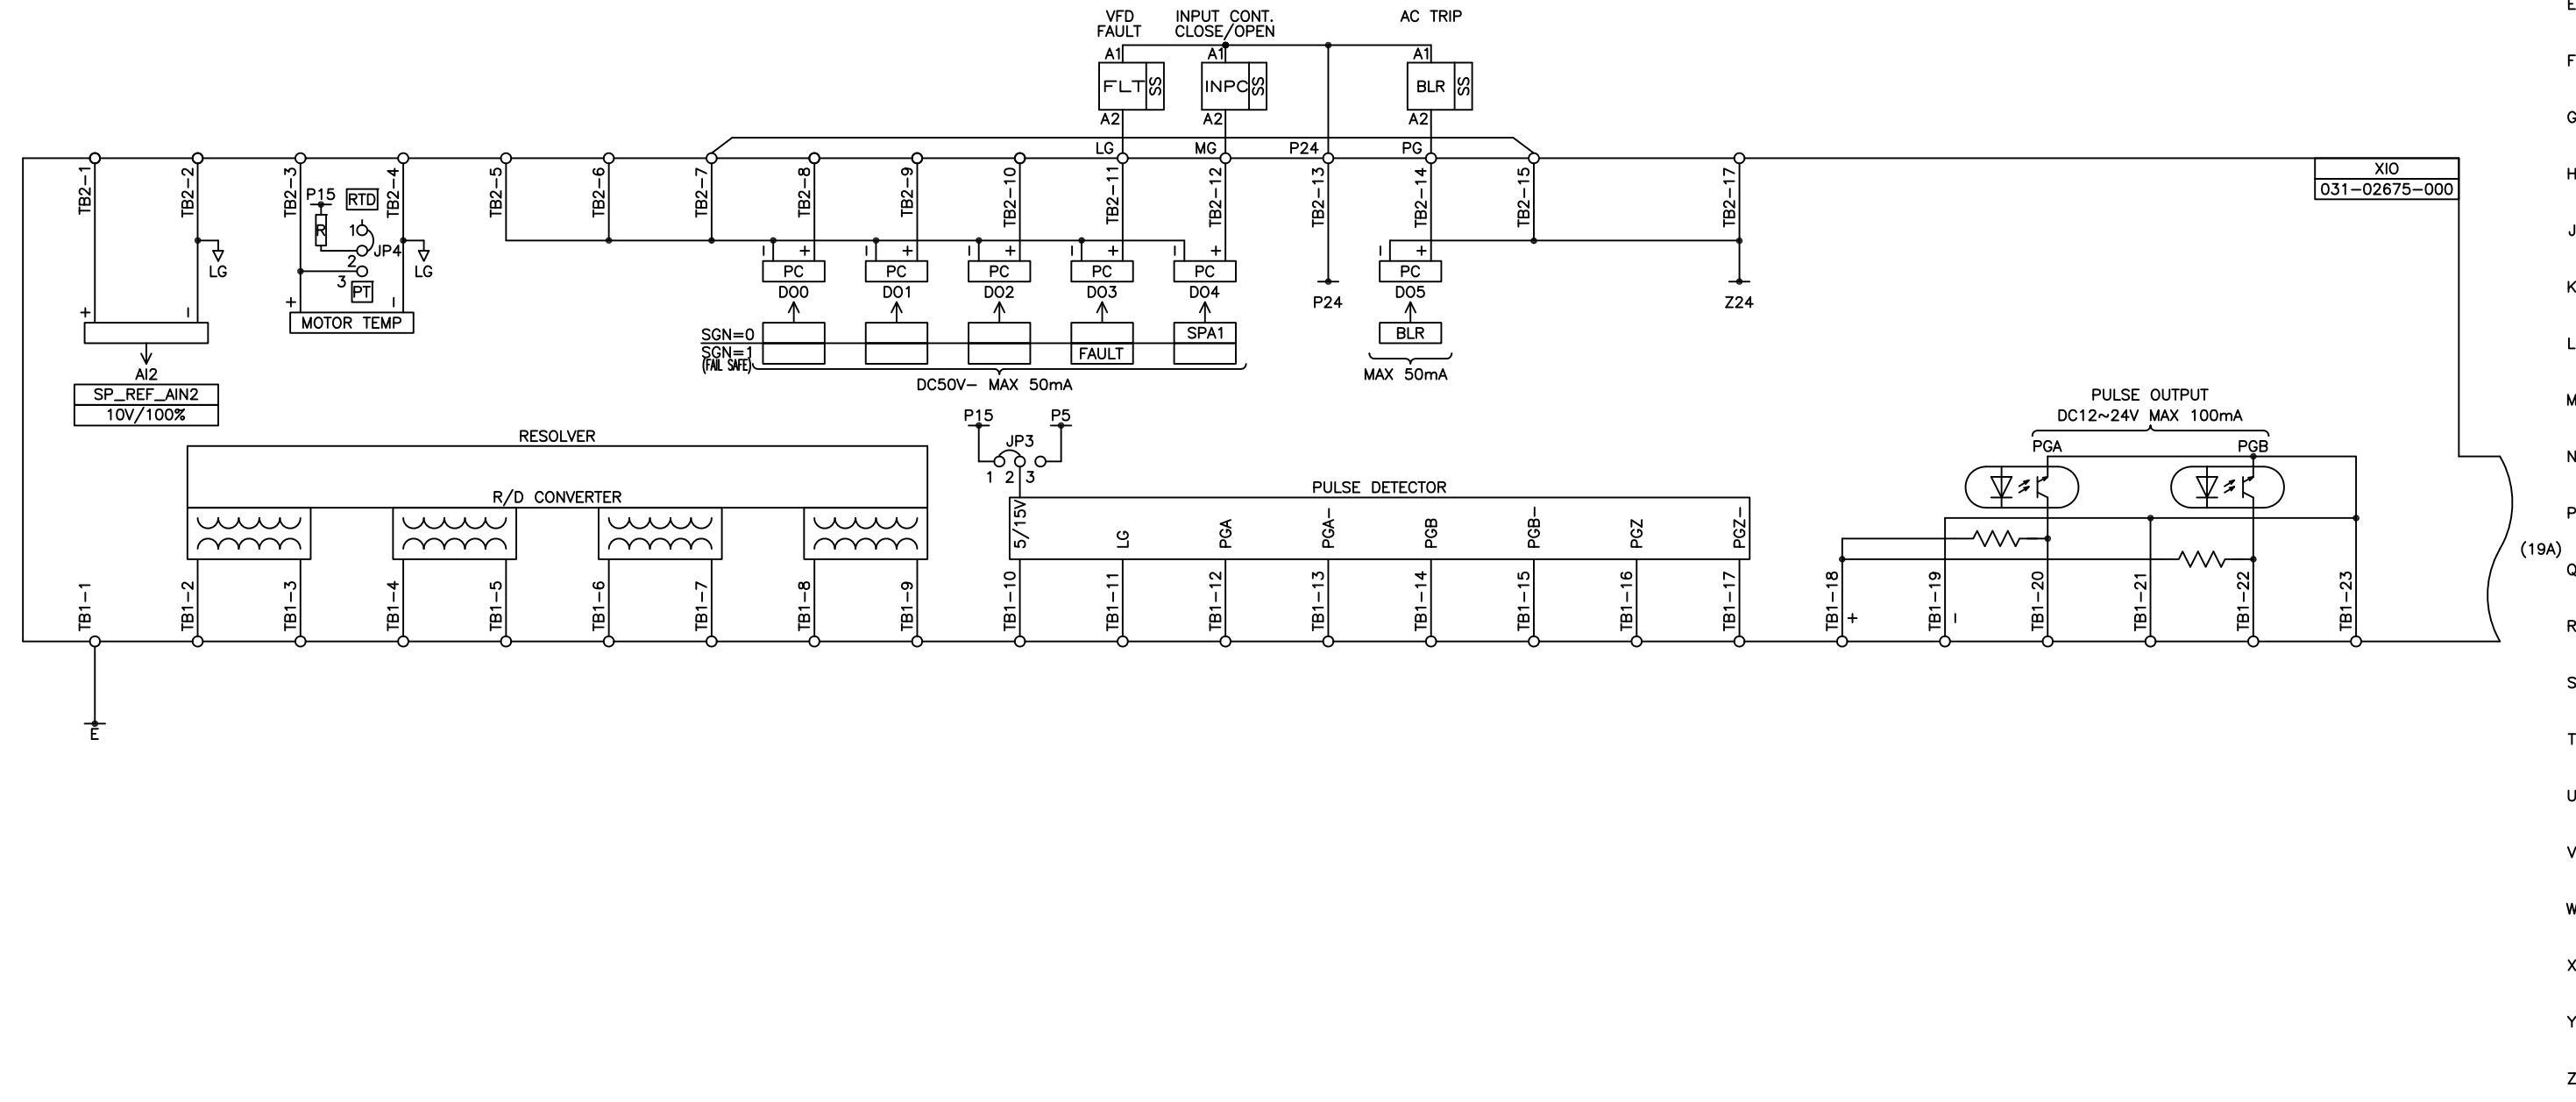 VFD FAULT
INPUT CONT. CLOSE/OPEN
AC TRIP
A1 A1 A1
FLT SS INPC SS BLR SS
A2 A2 A2
LG MG P24 PG
TB2-1 TB2-2 TB2-3 TB2-4 TB2-5 TB2-6 TB2-7 TB2-8 TB2-9 TB2-10 TB2-11 TB2-12 TB2-13 TB2-14 TB2-15 TB2-17
XIO
031-02675-000
P15 RTD
R 1 JP4
2
3 PT
LG LG
+ -
MOTOR TEMP
+ -
AI2
SP_REF_AIN2
10V/100%
- + - + - + - + - + - +
PC PC PC PC PC PC
DO0 DO1 DO2 DO3 DO4 DO5
P24 Z24
SGN=0 SPA1 BLR
SGN=1 FAULT
(FAIL SAFE)
DC50V- MAX 50mA
MAX 50mA
PULSE OUTPUT
DC12~24V MAX 100mA
PGA PGB
P15 P5
JP3
1 2 3
RESOLVER
R/D CONVERTER
PULSE DETECTOR
5/15V LG PGA PGA- PGB PGB- PGZ PGZ-
TB1-1 TB1-2 TB1-3 TB1-4 TB1-5 TB1-6 TB1-7 TB1-8 TB1-9 TB1-10 TB1-11 TB1-12 TB1-13 TB1-14 TB1-15 TB1-16 TB1-17 TB1-18 + TB1-19 - TB1-20 TB1-21 TB1-22 TB1-23
(19A)
E
E
F
G
H
J
K
L
M
N
P
Q
R
S
T
U
V
W
X
Y
Z